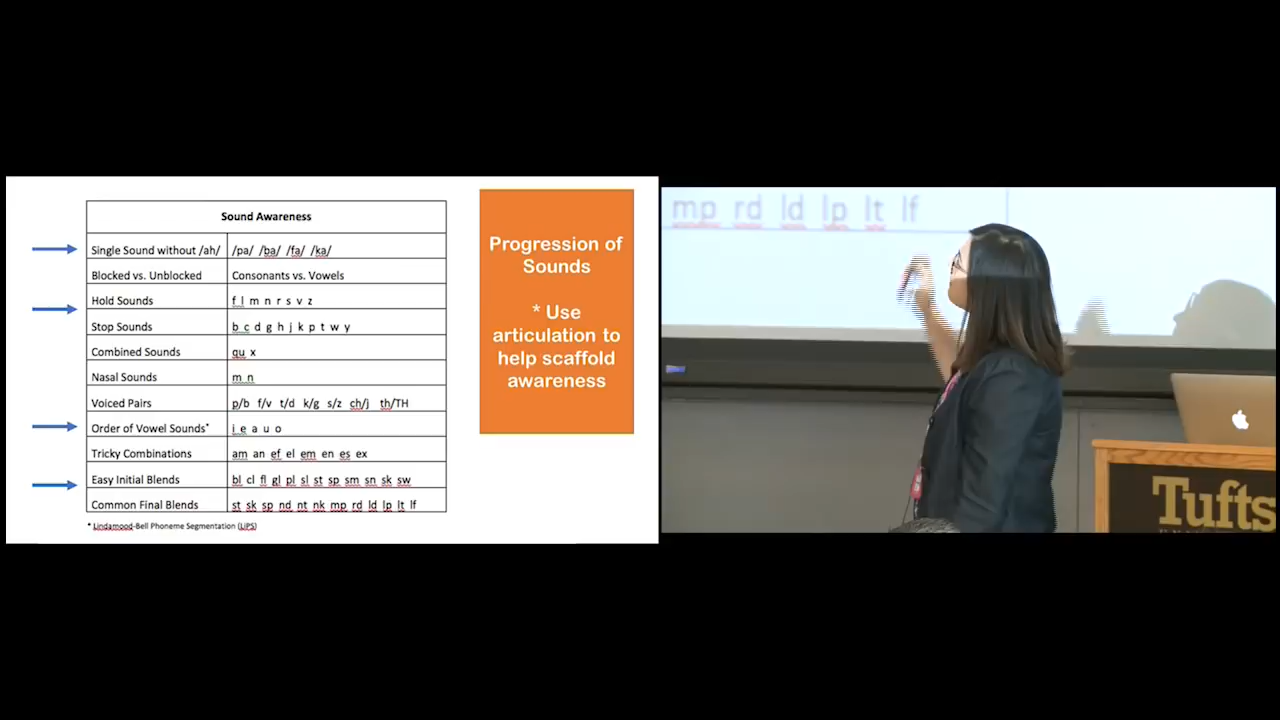 Sound Awareness
Single Sound without /ah/ /pa/ /ba/ /fa/ /ka/
Blocked vs. Unblocked Consonants vs. Vowels
Hold Sounds f l m n r s v z
Stop Sounds b c d g h j k p t w y
Combined Sounds qu x
Nasal Sounds m n
Voiced Pairs p/b f/v t/d k/g s/z ch/j th/TH
Order of Vowel Sounds* i e a u o
Tricky Combinations am an ef el em en es ex
Easy Initial Blends bl cl fl gl pl sl st sp sm sn sk sw
Common Final Blends st sk sp nd nt nk mp rd ld lp lt lf
* Lindamood-Bell Phoneme Segmentation (LIPS)
Progression of
Sounds
* Use
articulation to
help scaffold
awareness
mp rd ld lp lt lf
Tufts